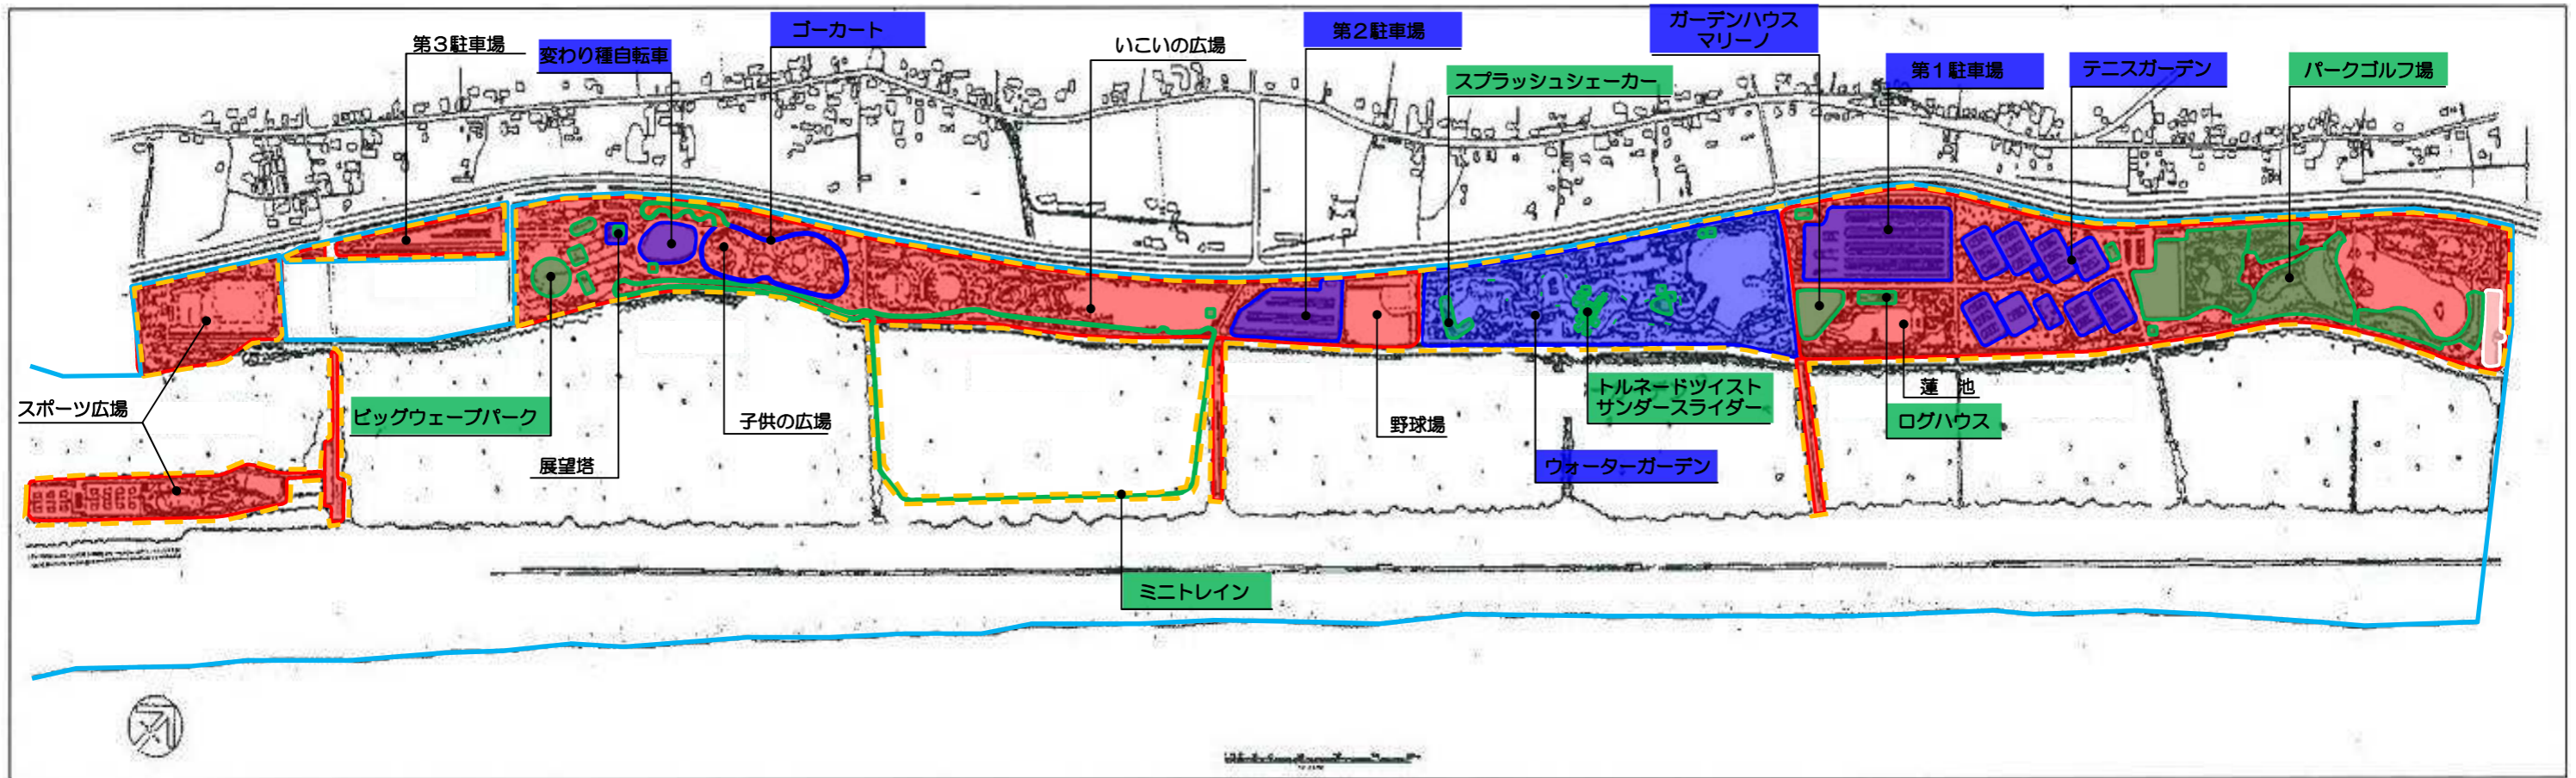 第3駐車場
変わり種自転車
ゴーカート
いこいの広場
第2駐車場
スプラッシュシェーカー
ガーデンハウス
マリーノ
第1駐車場
テニスガーデン
パークゴルフ場
スポーツ広場
ビッグウェーブパーク
展望塔
子供の広場
ミニトレイン
野球場
ウォーターガーデン
トルネードツイスト
サンダースライダー
蓮 池
ログハウス